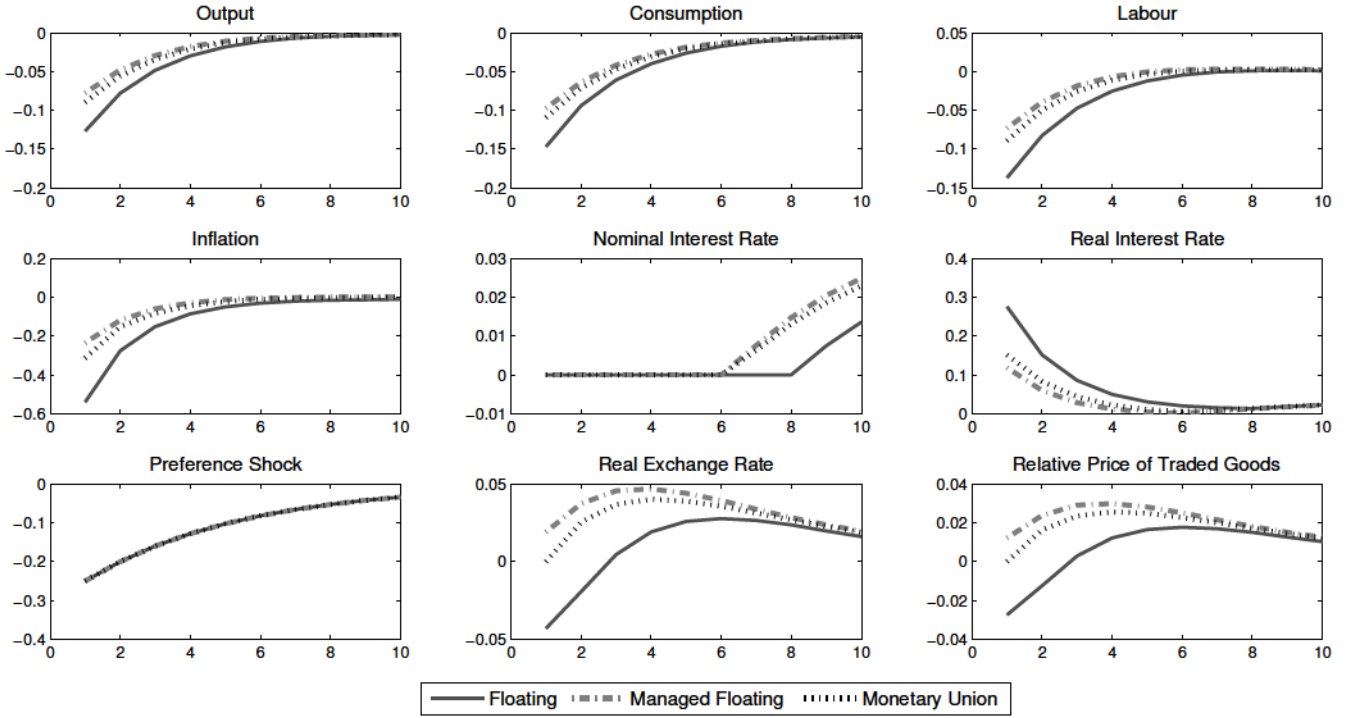 Output
Consumption
Labour
0
−0.05
−0.1
−0.15
−0.2
0 2 4 6 8 10
0
−0.05
−0.1
−0.15
−0.2
0 2 4 6 8 10
0.05
0
−0.05
−0.1
−0.15
0 2 4 6 8 10
Inflation
Nominal Interest Rate
Real Interest Rate
0.2
0
−0.2
−0.4
−0.6
0 2 4 6 8 10
0.03
0.02
0.01
0
−0.01
0 2 4 6 8 10
0.4
0.3
0.2
0.1
0
0 2 4 6 8 10
Preference Shock
Real Exchange Rate
Relative Price of Traded Goods
0
−0.1
−0.2
−0.3
−0.4
0 2 4 6 8 10
0.05
0
−0.05
0 2 4 6 8 10
0.04
0.02
0
−0.02
−0.04
0 2 4 6 8 10
Floating Managed Floating Monetary Union